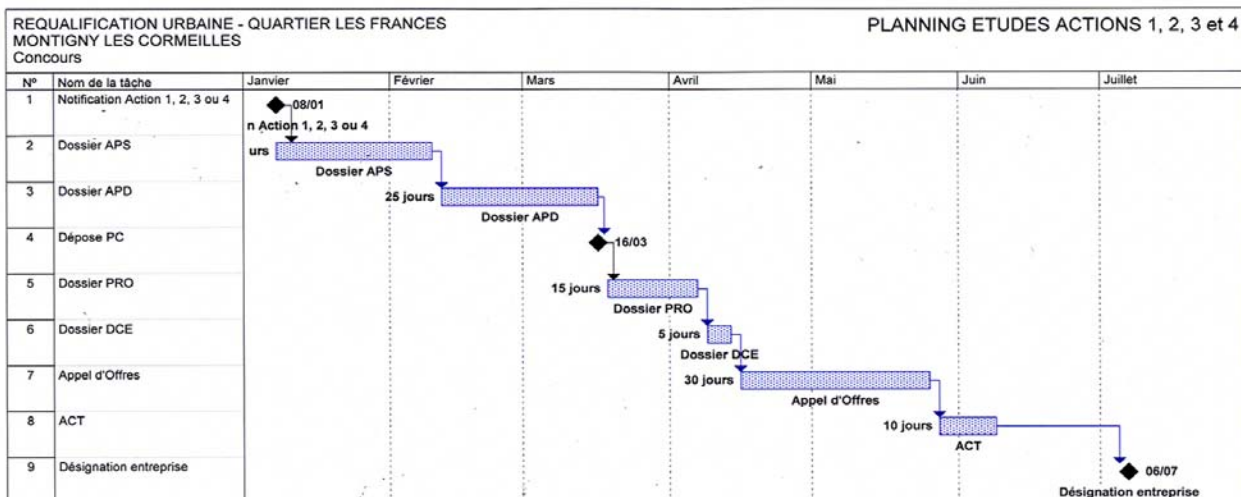 REQUALIFICATION URBAINE - QUARTIER LES FRANCES
MONTIGNY LES CORMEILLES
Concours
PLANNING ETUDES ACTIONS 1, 2, 3 et 4
Nº Nom de la tâche Janvier Février Mars Avril Mai Juin Juillet
1 Notification Action 1, 2, 3 ou 4 08/01
n Action 1, 2, 3 ou 4
2 Dossier APS urs
Dossier APS
3 Dossier APD 25 jours
Dossier APD
4 Dépose PC 16/03
5 Dossier PRO 15 jours
Dossier PRO
6 Dossier DCE 5 jours
Dossier DCE
7 Appel d'Offres 30 jours
Appel d'Offres
8 ACT 10 jours
ACT
9 Désignation entreprise 06/07
Désignation entreprise